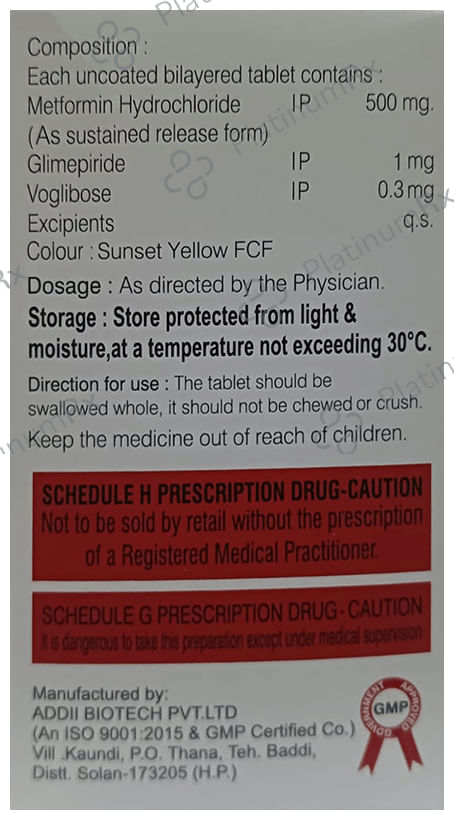 Composition :
Each uncoated bilayered tablet contains :
Metformin Hydrochloride IP 500 mg.
(As sustained release form)
Glimepiride IP 1 mg
Voglibose IP 0.3 mg
Excipients q.s.
Colour : Sunset Yellow FCF
Dosage : As directed by the Physician.
Storage : Store protected from light &
moisture,at a temperature not exceeding 30°C.
Direction for use : The tablet should be
swallowed whole, it should not be chewed or crush.
Keep the medicine out of reach of children.
SCHEDULE H PRESCRIPTION DRUG-CAUTION
Not to be sold by retail without the prescription
of a Registered Medical Practitioner.
SCHEDULE G PRESCRIPTION DRUG-CAUTION
It is dangerous to take this preparation except under medical supervision
Manufactured by:
ADDII BIOTECH PVT.LTD
(An ISO 9001:2015 & GMP Certified Co.)
Vill .Kaundi, P.O. Thana, Teh. Baddi,
Distt. Solan-173205 (H.P.)
GOVERNMENT APPROVED
GMP
PlatinumRx
PlatinumRx
PlatinumRx